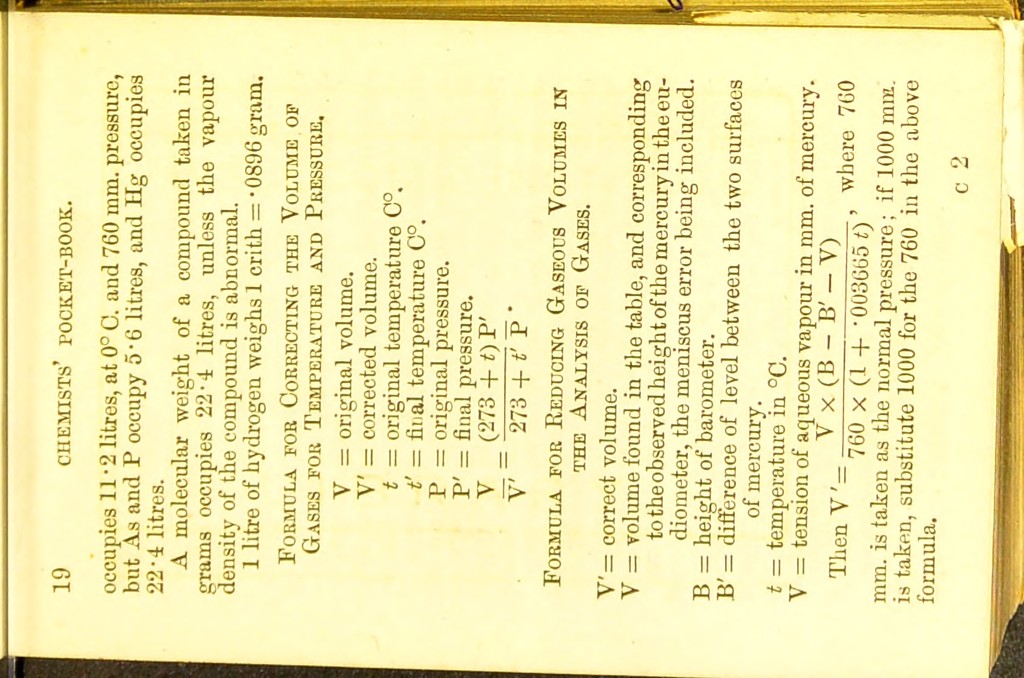 19 CHEMISTS' POCKET-BOOK.
occupies 11·2 litres, at 0° C. and 760 mm. pressure,
but As and P occupy 5·6 litres, and Hg occupies
22·4 litres.
A molecular weight of a compound taken in
grams occupies 22·4 litres, unless the vapour
density of the compound is abnormal.
1 litre of hydrogen weighs 1 crith = ·0896 gram.
FORMULA FOR CORRECTING THE VOLUME OF
GASES FOR TEMPERATURE AND PRESSURE.
V = original volume.
V' = corrected volume.
t = original temperature C°.
t' = final temperature C°.
P = original pressure.
P' = final pressure.
V/V' = (273 + t) P'/273 + t' P.
FORMULA FOR REDUCING GASEOUS VOLUMES IN
THE ANALYSIS OF GASES.
V' = correct volume.
V = volume found in the table, and corresponding
to the observed height of the mercury in the eu-
diometer, the meniscus error being included.
B = height of barometer.
B' = difference of level between the two surfaces
of mercury.
t = temperature in °C.
V = tension of aqueous vapour in mm. of mercury.
Then V' = V × (B - B' - V)/760 × (1 + ·003665 t), where 760
mm. is taken as the normal pressure; if 1000 mm.
is taken, substitute 1000 for the 760 in the above
formula.
C 2